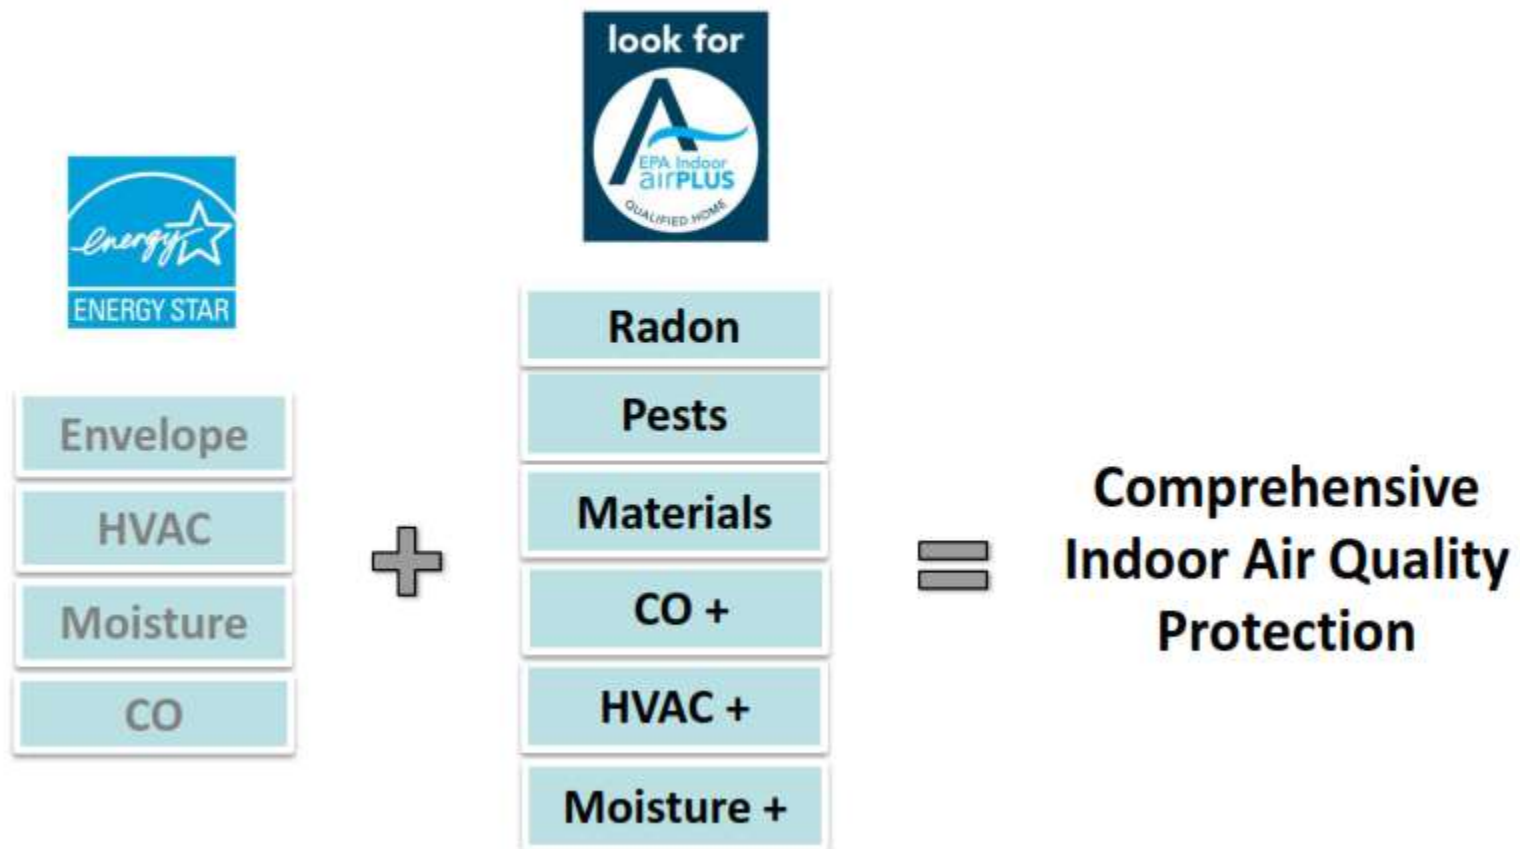 look for
EPA Indoor
airPLUS
QUALIFIED HOME
energy
ENERGY STAR
Envelope
HVAC
Moisture
CO
Radon
Pests
Materials
CO +
HVAC +
Moisture +
Comprehensive
Indoor Air Quality
Protection